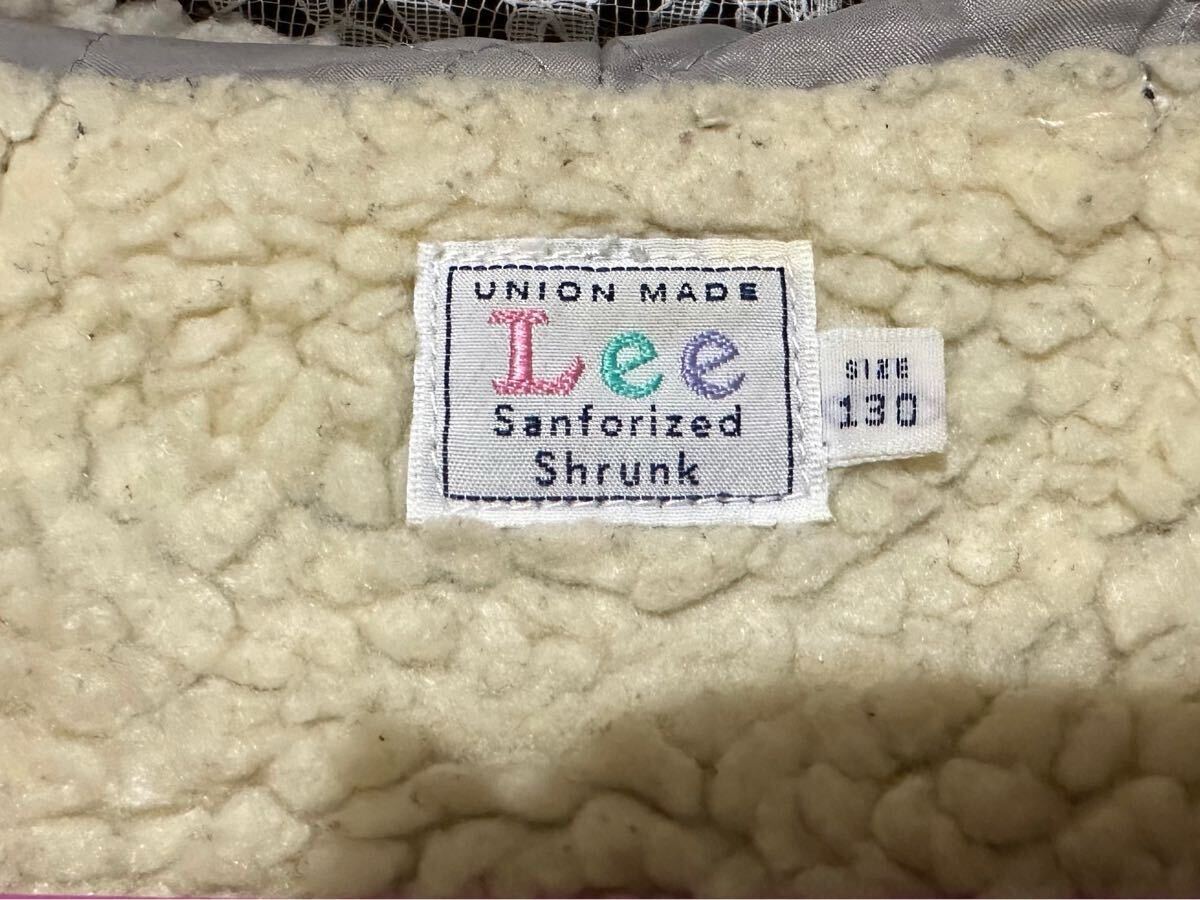 UNION MADE
Lee
Sanforized
Shrunk
SIZE
130